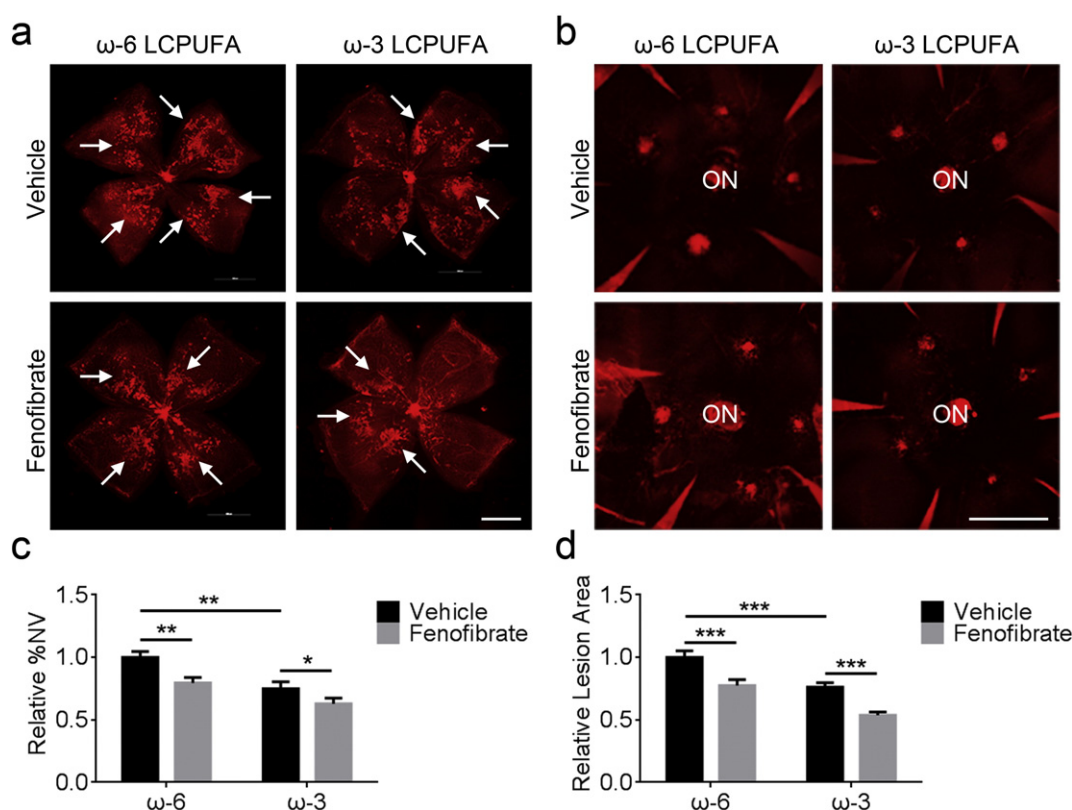 a
ω-6 LCPUFA
ω-3 LCPUFA
Vehicle
Fenofibrate
b
ω-6 LCPUFA
ω-3 LCPUFA
Vehicle
ON
ON
Fenofibrate
ON
ON
c
Relative %NV
1.5
1.0
0.5
0.0
**
**
*
Vehicle
Fenofibrate
ω-6
ω-3
d
Relative Lesion Area
1.5
1.0
0.5
0.0
***
***
***
Vehicle
Fenofibrate
ω-6
ω-3